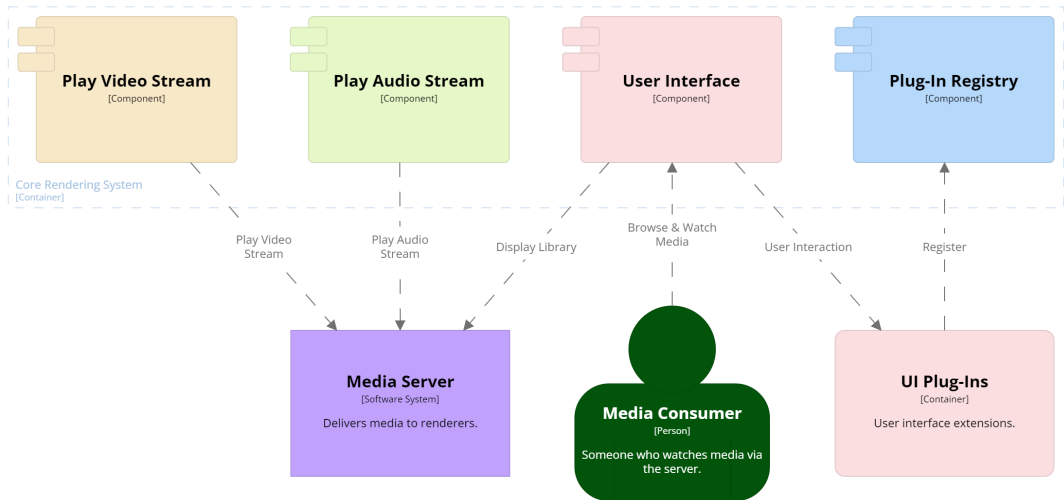 Play Video Stream
[Component]
Play Audio Stream
[Component]
User Interface
[Component]
Plug-In Registry
[Component]
Core Rendering System
[Container]
Play Video
Stream
Play Audio
Stream
Display Library
Browse & Watch
Media
User Interaction
Register
Media Server
[Software System]
Delivers media to renderers.
Media Consumer
[Person]
Someone who watches media via
the server.
UI Plug-Ins
[Container]
User interface extensions.